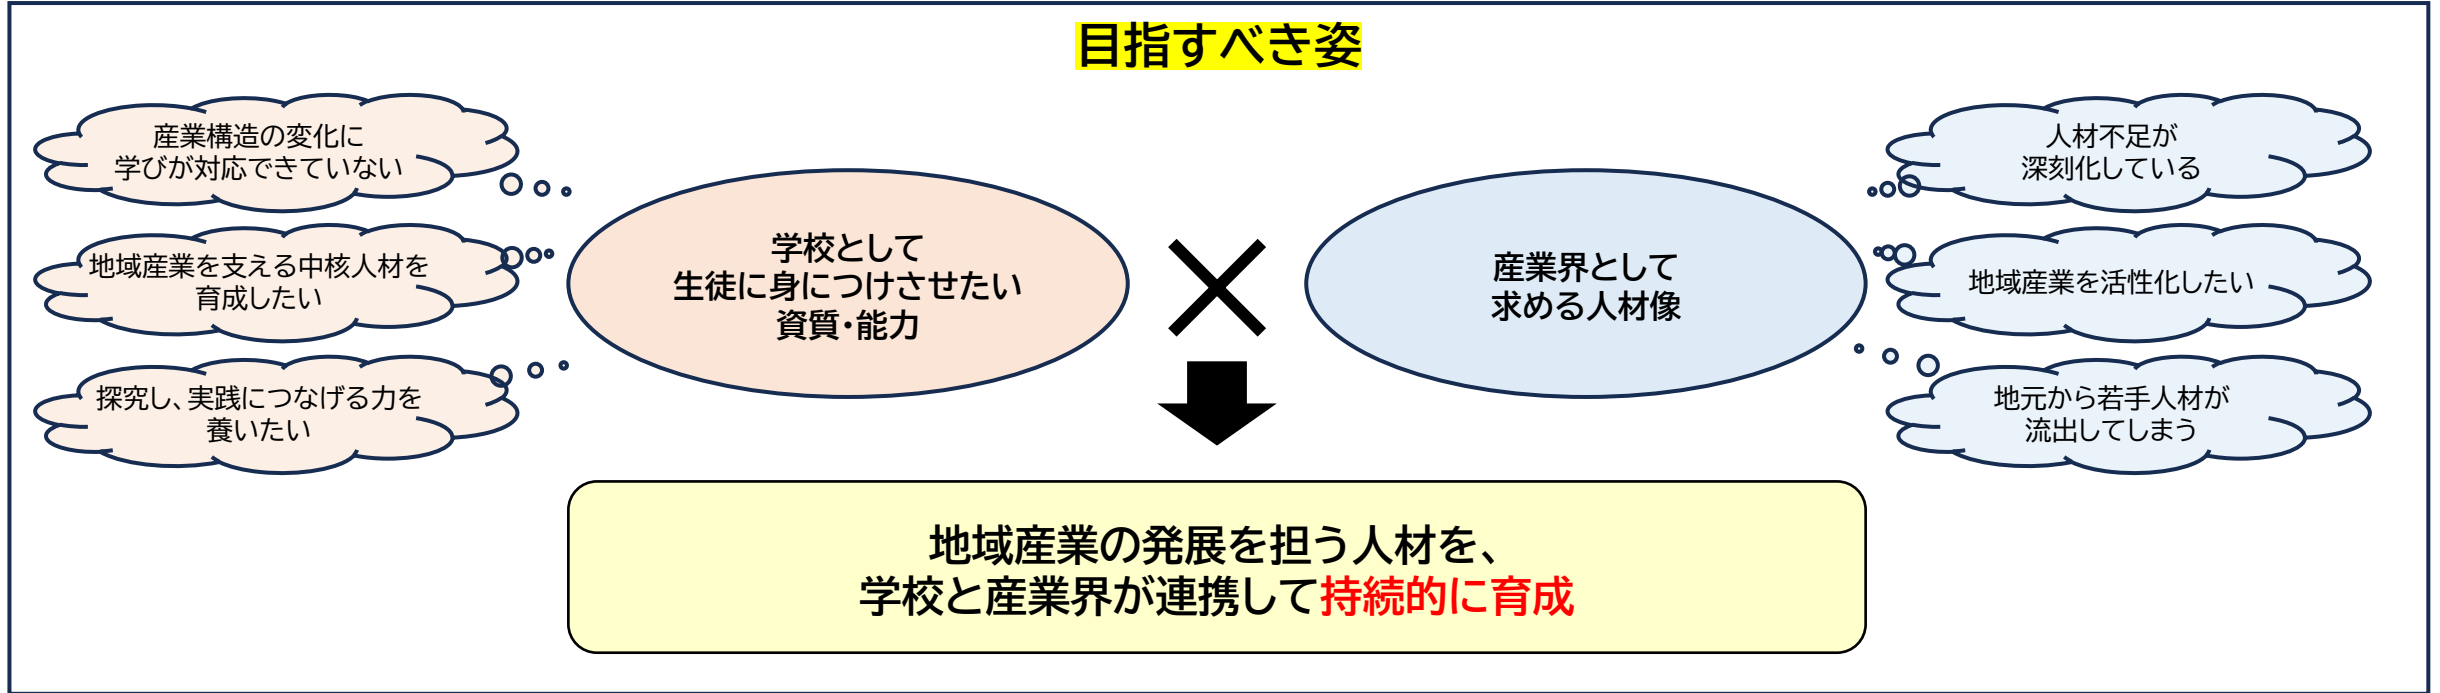 目指すべき姿
産業構造の変化に
学びが対応できていない
地域産業を支える中核人材を
育成したい
探究し、実践につなげる力を
養いたい
学校として
生徒に身につけさせたい
資質・能力
産業界として
求める人材像
人材不足が
深刻化している
地域産業を活性化したい
地元から若手人材が
流出してしまう
地域産業の発展を担う人材を、
学校と産業界が連携して持続的に育成